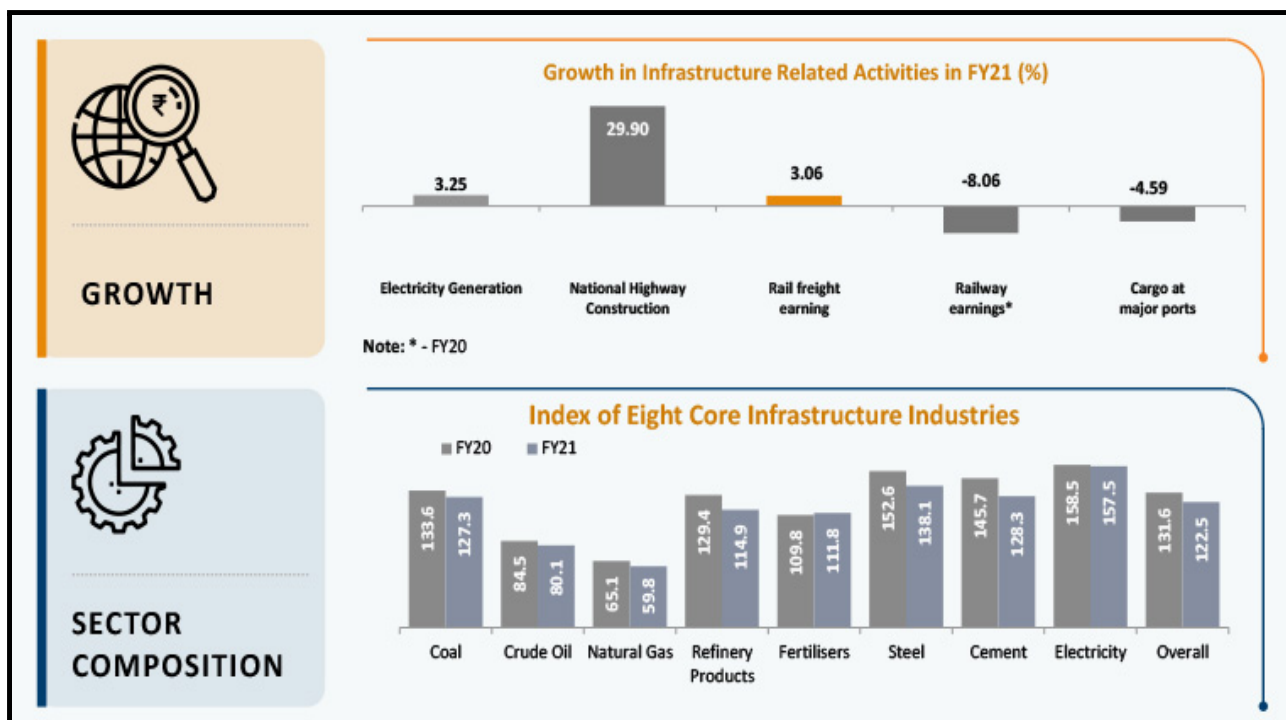 ₹
GROWTH
Growth in Infrastructure Related Activities in FY21 (%)
3.25
29.90
3.06
-8.06
-4.59
Electricity Generation
National Highway
Construction
Rail freight
earning
Railway
earnings*
Cargo at
major ports
Note: * - FY20
SECTOR
COMPOSITION
Index of Eight Core Infrastructure Industries
FY20 FY21
133.6 127.3
84.5 80.1
65.1 59.8
129.4 114.9
109.8 111.8
152.6 138.1
145.7 128.3
158.5 157.5
131.6 122.5
Coal
Crude Oil
Natural Gas
Refinery
Products
Fertilisers
Steel
Cement
Electricity
Overall